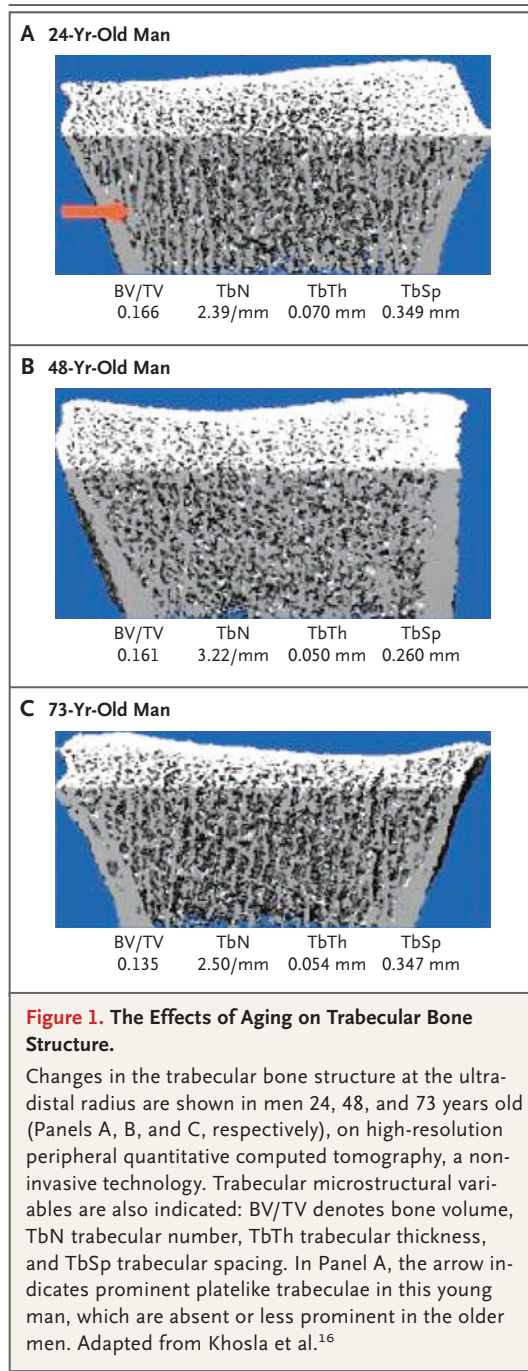 A 24-Yr-Old Man
BV/TV TbN TbTh TbSp
0.166 2.39/mm 0.070 mm 0.349 mm
B 48-Yr-Old Man
BV/TV TbN TbTh TbSp
0.161 3.22/mm 0.050 mm 0.260 mm
C 73-Yr-Old Man
BV/TV TbN TbTh TbSp
0.135 2.50/mm 0.054 mm 0.347 mm
Figure 1. The Effects of Aging on Trabecular Bone
Structure.
Changes in the trabecular bone structure at the ultra-
distal radius are shown in men 24, 48, and 73 years old
(Panels A, B, and C, respectively), on high-resolution
peripheral quantitative computed tomography, a non-
invasive technology. Trabecular microstructural vari-
ables are also indicated: BV/TV denotes bone volume,
TbN trabecular number, TbTh trabecular thickness,
and TbSp trabecular spacing. In Panel A, the arrow in-
dicates prominent platelike trabeculae in this young
man, which are absent or less prominent in the older
men. Adapted from Khosla et al.16